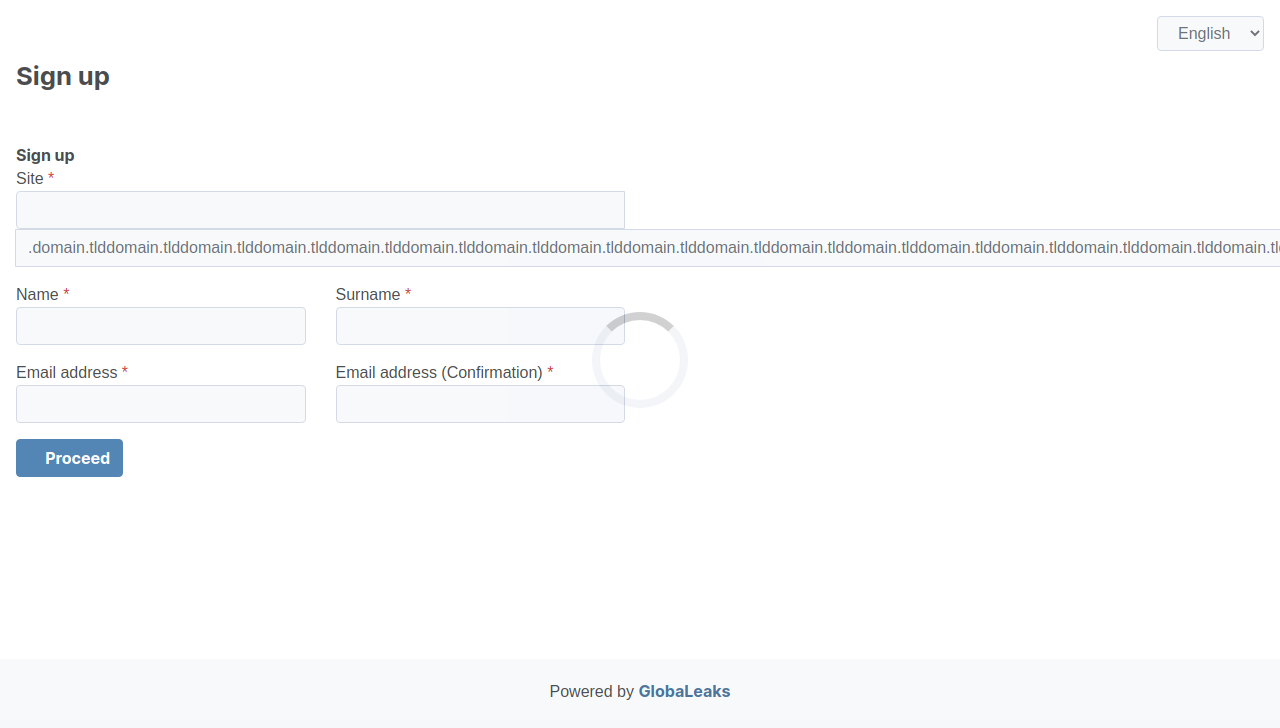 English
Sign up
Sign up
Site *
.domain.tlddomain.tlddomain.tlddomain.tlddomain.tlddomain.tlddomain.tlddomain.tlddomain.tlddomain.tlddomain.tlddomain.tlddomain.tlddomain.tlddomain.tlddomain.tlddomain.tld
Name *
Surname *
Email address *
Email address (Confirmation) *
Proceed
Powered by GlobaLeaks